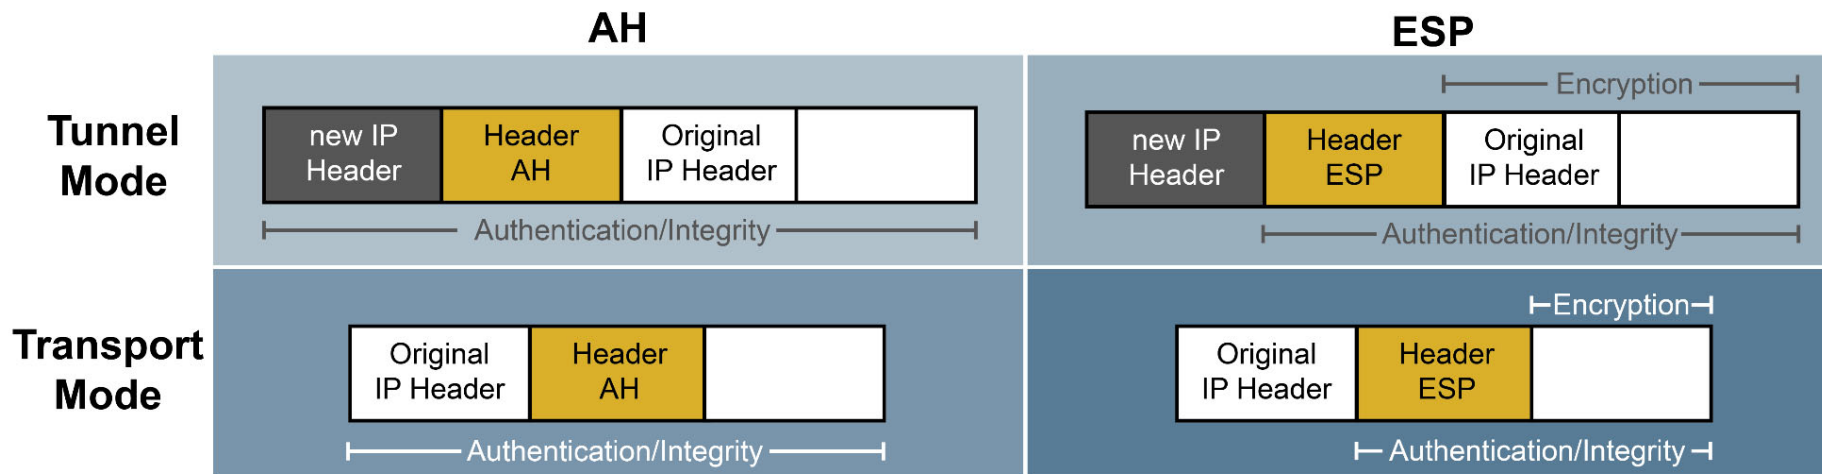 AH
ESP
Tunnel
Mode
new IP
Header
Header
AH
Original
IP Header
Authentication/Integrity
Encryption
new IP
Header
Header
ESP
Original
IP Header
Authentication/Integrity
Transport
Mode
Original
IP Header
Header
AH
Authentication/Integrity
Encryption
Original
IP Header
Header
ESP
Authentication/Integrity